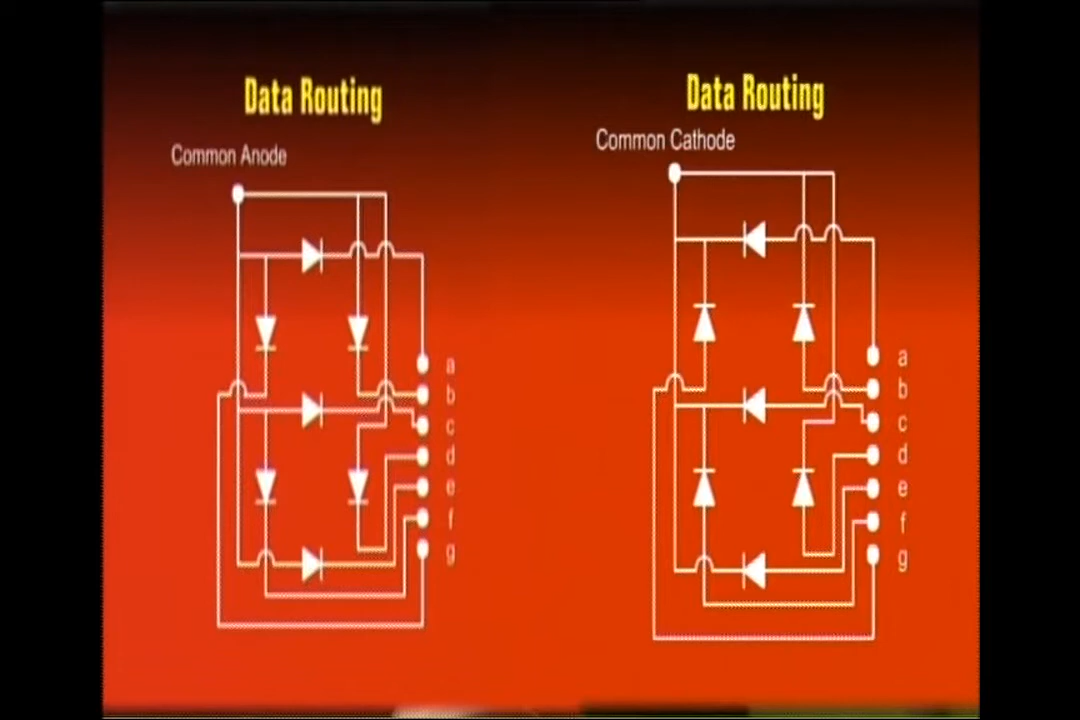 Data Routing
Common Anode
a
b
c
d
e
f
g
Data Routing
Common Cathode
a
b
c
d
e
f
g